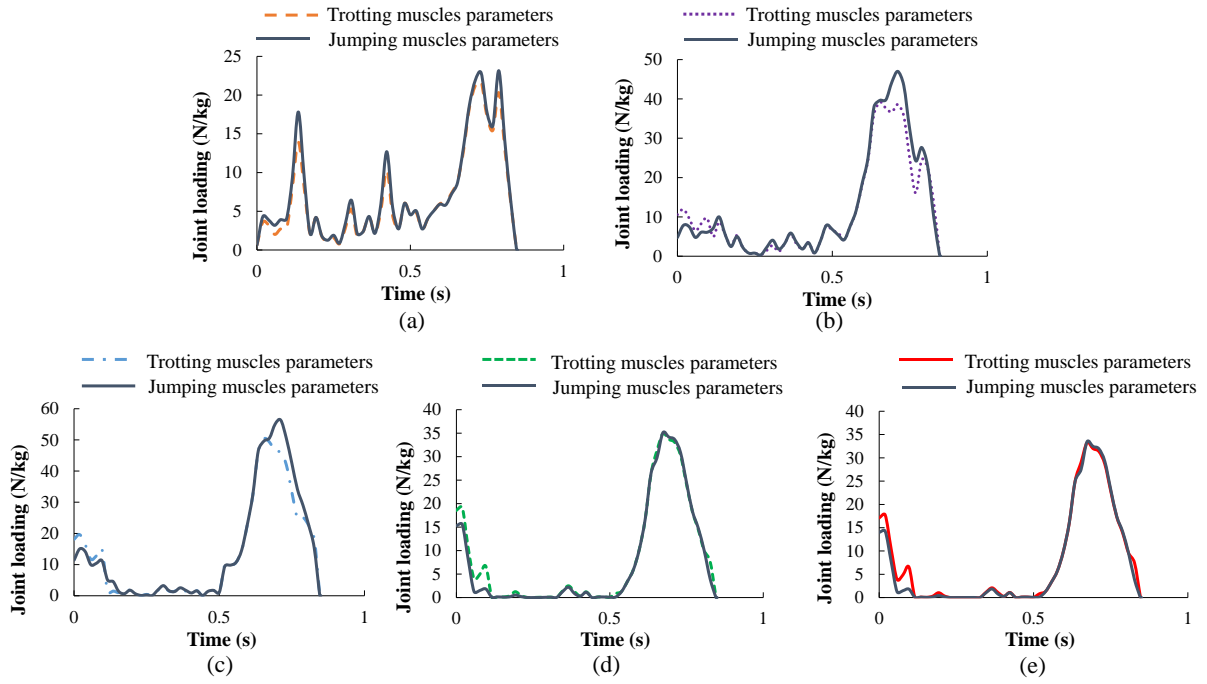 Trotting muscles parameters
Jumping muscles parameters
25
20
15
10
5
0
0
0.5
1
Joint loading (N/kg)
Time (s)
(a)
Trotting muscles parameters
Jumping muscles parameters
50
40
30
20
10
0
0
0.5
1
Joint loading (N/kg)
Time (s)
(b)
Trotting muscles parameters
Jumping muscles parameters
60
50
40
30
20
10
0
0
0.5
1
Joint loading (N/kg)
Time (s)
(c)
Trotting muscles parameters
Jumping muscles parameters
40
35
30
25
20
15
10
5
0
0
0.5
1
Joint loading (N/kg)
Time (s)
(d)
Trotting muscles parameters
Jumping muscles parameters
40
35
30
25
20
15
10
5
0
0
0.5
1
Joint loading (N/kg)
Time (s)
(e)